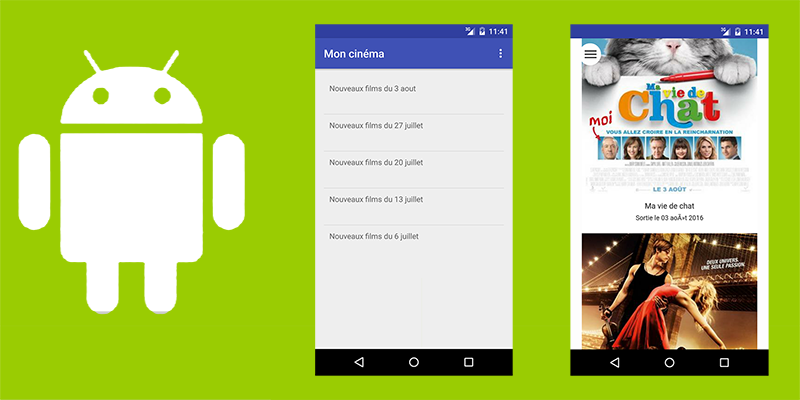 3G 11:41
Mon cinéma
Nouveaux films du 3 aout
Nouveaux films du 27 juillet
Nouveaux films du 20 juillet
Nouveaux films du 13 juillet
Nouveaux films du 6 juillet
3G 11:41
Ma vie de
Chat
moi
VOUS ALLEZ CROIRE EN LA RÉINCHARNATION
LE 3 AOÛT
Ma vie de chat
Sortie le 03 aoÃ»t 2016
DEUX UNIVERS.
UNE SEULE PASSION.